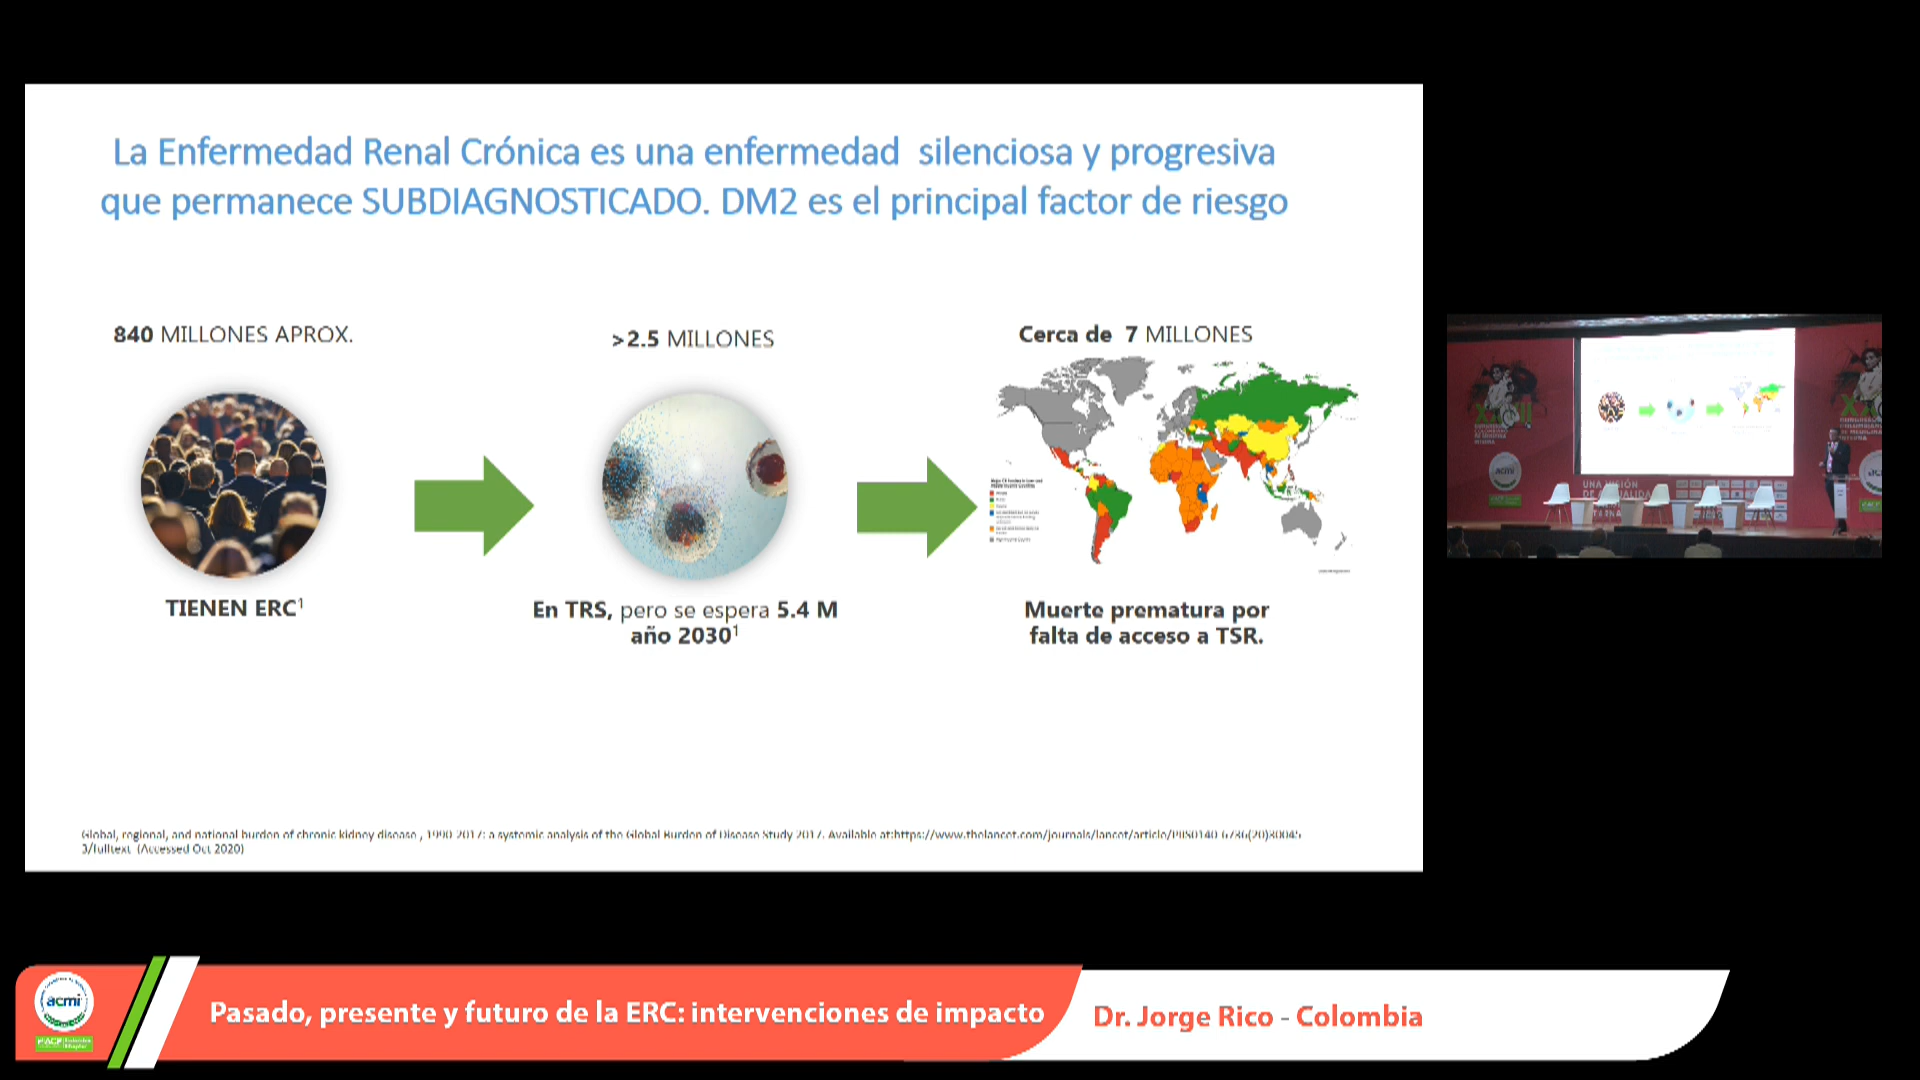 La Enfermedad Renal Crónica es una enfermedad silenciosa y progresiva
que permanece SUBDIAGNOSTICADO. DM2 es el principal factor de riesgo
840 MILLONES APROX.
TIENEN ERC1
>2.5 MILLONES
En TRS, pero se espera 5.4 M
año 20301
Cerca de 7 MILLONES
Muerte prematura por
falta de acceso a TSR.
Global, regional, and national burden of chronic kidney disease , 1990 2017: a systemic analysis of the Global Burden of Disease Study 2017. Available at:https://www.thelancet.com/journals/lancet/article/PIIS0140 6736(20)30045
3/fulltext (Accessed Oct 2020)
acmi
UNA VISIÓN
acmi
Pasado, presente y futuro de la ERC: intervenciones de impacto
Dr. Jorge Rico - Colombia